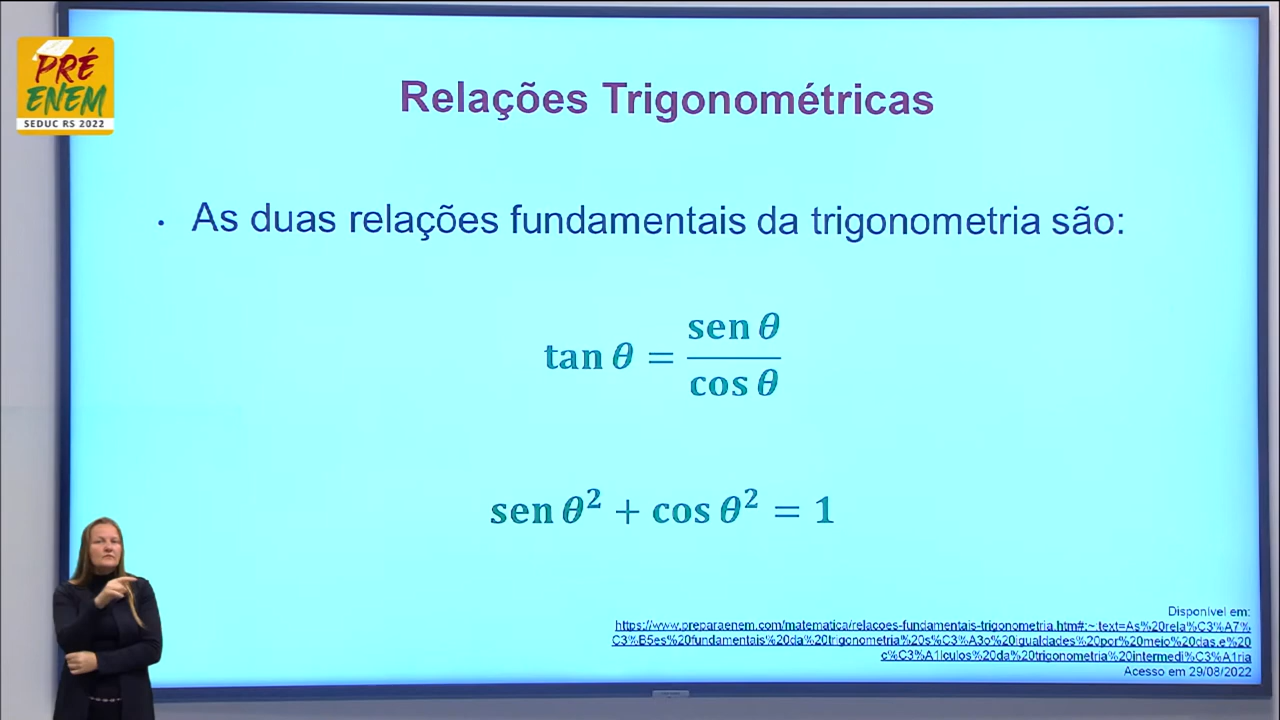 PRÉ
ENEM
SEDUC RS 2022
Relações Trigonométricas
• As duas relações fundamentais da trigonometria são:
tan θ = sen θ / cos θ
sen θ² + cos θ² = 1
Disponível em:
https://www.preparaenem.com/matematica/relacoes-fundamentais-trigonometria.htm#:~:text=As%20rela%C3%A7%
C3%B5es%20fundamentais%20da%20trigonometria%20s%C3%A3o%20igualdades%20por%20meio%20das,e%20
c%C3%A1lculos%20da%20trigonometria%20intermedi%C3%A1ria
Acesso em 29/08/2022